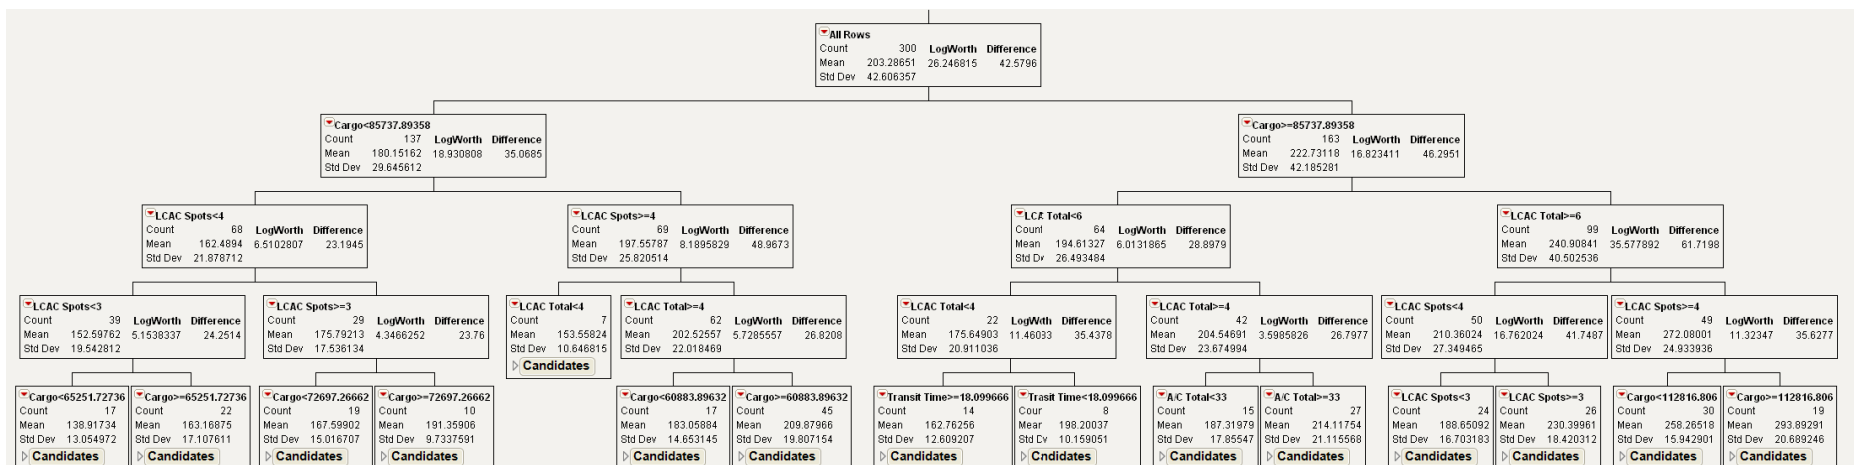 All Rows
Count 300 LogWorth Difference
Mean 203.28651 26.246815 42.5796
Std Dev 42.606357
Cargo<85737.89358
Count 137 LogWorth Difference
Mean 180.15162 18.930808 35.0685
Std Dev 29.645612
Cargo>=85737.89358
Count 163 LogWorth Difference
Mean 222.73118 16.823411 46.2951
Std Dev 42.185281
LCAC Spots<4
Count 68 LogWorth Difference
Mean 162.4894 6.5102807 23.1945
Std Dev 21.878712
LCAC Spots>=4
Count 69 LogWorth Difference
Mean 197.55787 8.1895829 48.9673
Std Dev 25.820514
LCA Total<6
Count 64 LogWorth Difference
Mean 194.61327 6.0131865 28.8979
Std Dev 26.493484
LCAC Total>=6
Count 99 LogWorth Difference
Mean 240.90841 35.577892 61.7198
Std Dev 40.502536
LCAC Spots<3
Count 39 LogWorth Difference
Mean 152.59762 5.1538337 24.2514
Std Dev 19.542812
LCAC Spots>=3
Count 29 LogWorth Difference
Mean 175.79213 4.3466252 23.76
Std Dev 17.536134
LCAC Total<4
Count 7
Mean 153.55824
Std Dev 10.646815
Candidates
LCAC Total>=4
Count 62 LogWorth Difference
Mean 202.52557 5.7285557 26.8208
Std Dev 22.018469
LCAC Total<4
Count 22 LogWorth Difference
Mean 175.64903 11.46033 35.4378
Std Dev 20.911036
LCAC Total>=4
Count 42 LogWorth Difference
Mean 204.54691 3.5985826 26.7977
Std Dev 23.674994
LCAC Spots<4
Count 50 LogWorth Difference
Mean 210.36024 16.762024 41.7487
Std Dev 27.349465
LCAC Spots>=4
Count 49 LogWorth Difference
Mean 272.08001 11.32347 35.6277
Std Dev 24.933936
Cargo<65251.72736
Count 17
Mean 138.91734
Std Dev 13.054972
Candidates
Cargo>=65251.72736
Count 22
Mean 163.16875
Std Dev 17.107611
Candidates
Cargo<72697.26662
Count 19
Mean 167.59902
Std Dev 15.016707
Candidates
Cargo>=72697.26662
Count 10
Mean 191.35906
Std Dev 9.7337591
Candidates
Cargo<60883.89632
Count 17
Mean 183.05884
Std Dev 14.653145
Candidates
Cargo>=60883.89632
Count 45
Mean 209.87966
Std Dev 19.807154
Candidates
Transit Time>=18.099666
Count 14
Mean 162.76256
Std Dev 12.609207
Candidates
Trasit Time<18.099666
Cour 8
Mear 198.20037
Std Dev 10.159051
Cndidates
A/C Total<33
Count 15
Mean 187.31979
Std Dev 17.85547
Candidates
A/C Total>=33
Count 27
Mean 214.11754
Std Dev 21.115568
Candidates
LCAC Spots<3
Count 24
Mean 188.65092
Std Dev 16.703183
Candidates
LCAC Spots>=3
Count 26
Mean 230.39961
Std Dev 18.420312
Candidates
Cargo<112816.806
Count 30
Mean 258.26518
Std Dev 15.942901
Candidates
Cargo>=112816.806
Count 19
Mean 293.89291
Std Dev 20.689246
Candidates